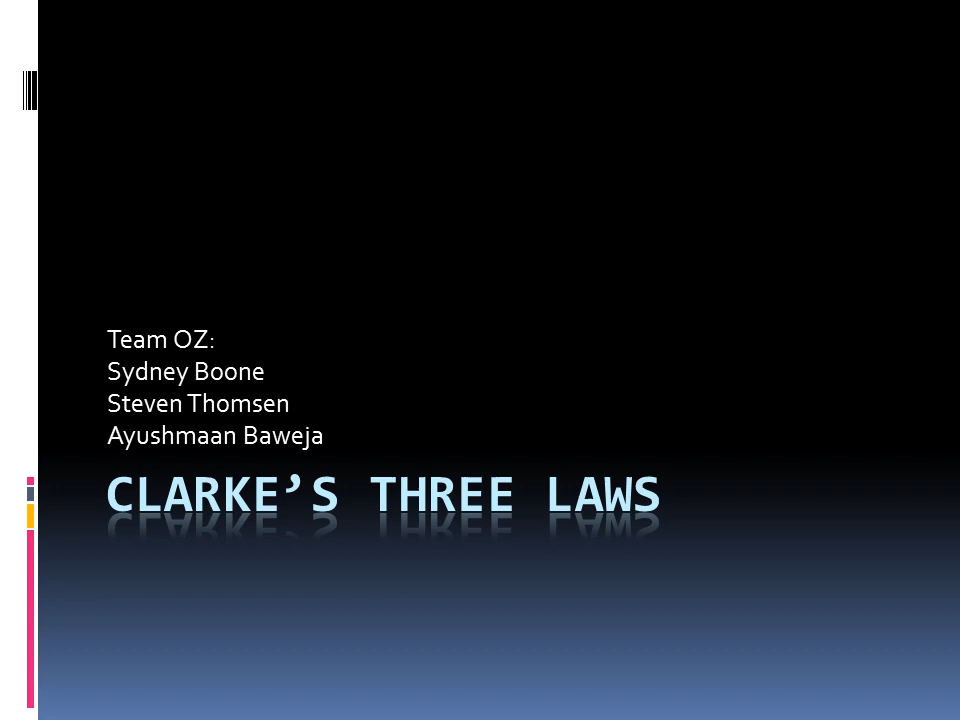 Team OZ:
Sydney Boone
Steven Thomsen
Ayushmaan Baweja
CLARKE’S THREE LAWS